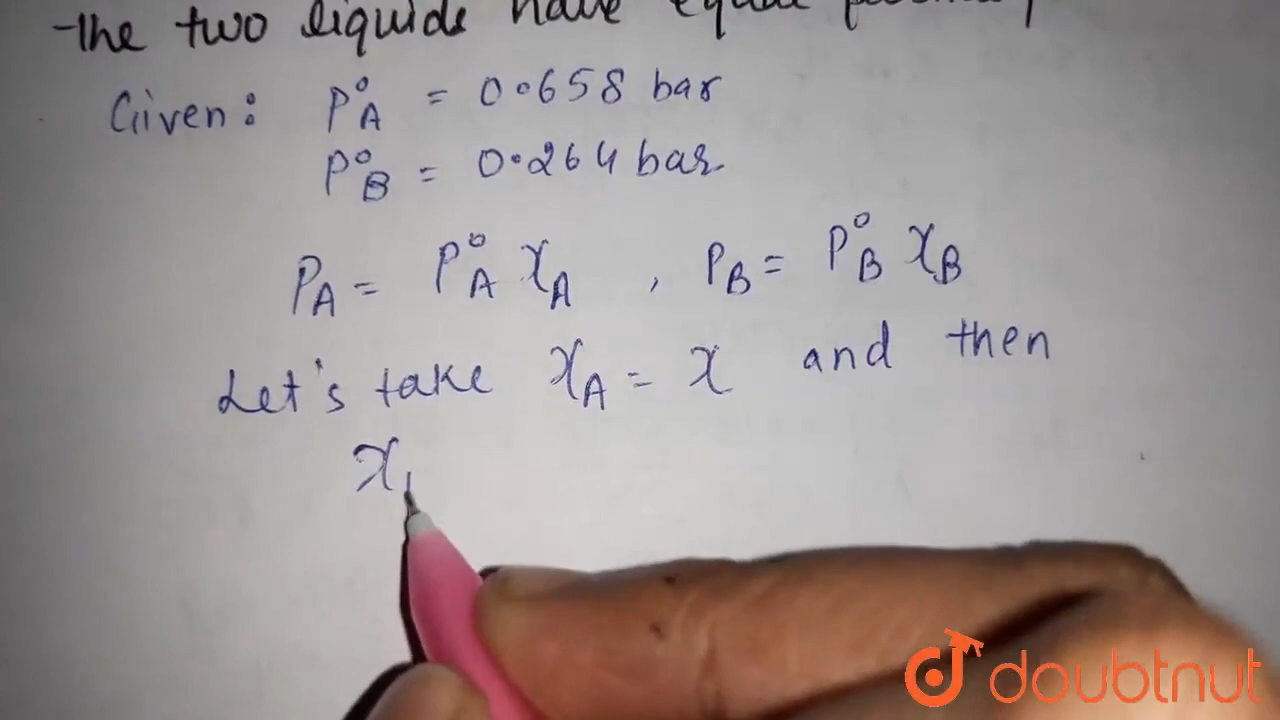 -the two liquids have equal
Given: P°A = 0.658 bar
P°B = 0.264 bar
PA = P°A xA , PB = P°B xB
Let's take xA = x and then
x
doubtnut